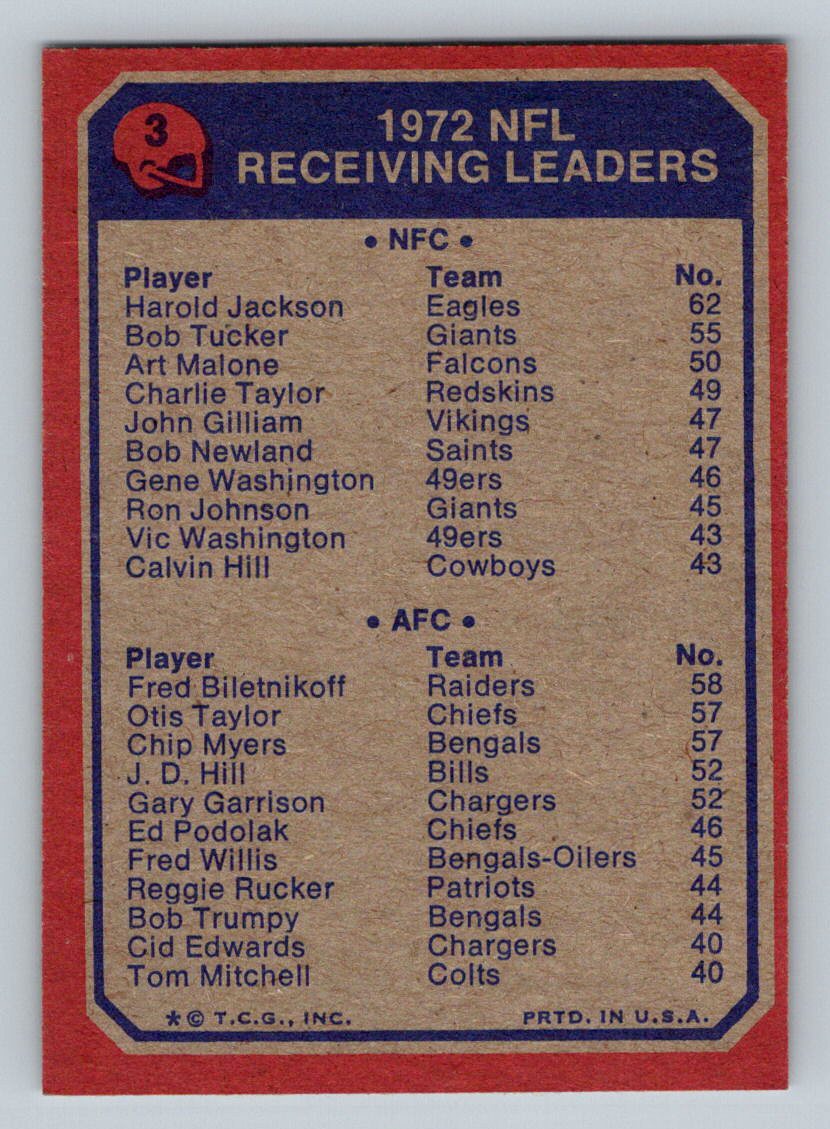 3
1972 NFL
RECEIVING LEADERS
• NFC •
Player Team No.
Harold Jackson Eagles 62
Bob Tucker Giants 55
Art Malone Falcons 50
Charlie Taylor Redskins 49
John Gilliam Vikings 47
Bob Newland Saints 47
Gene Washington 49ers 46
Ron Johnson Giants 45
Vic Washington 49ers 43
Calvin Hill Cowboys 43
• AFC •
Player Team No.
Fred Biletnikoff Raiders 58
Otis Taylor Chiefs 57
Chip Myers Bengals 57
J. D. Hill Bills 52
Gary Garrison Chargers 52
Ed Podolak Chiefs 46
Fred Willis Bengals-Oilers 45
Reggie Rucker Patriots 44
Bob Trumpy Bengals 44
Cid Edwards Chargers 40
Tom Mitchell Colts 40
* © T.C.G., INC. PRTD. IN U.S.A.